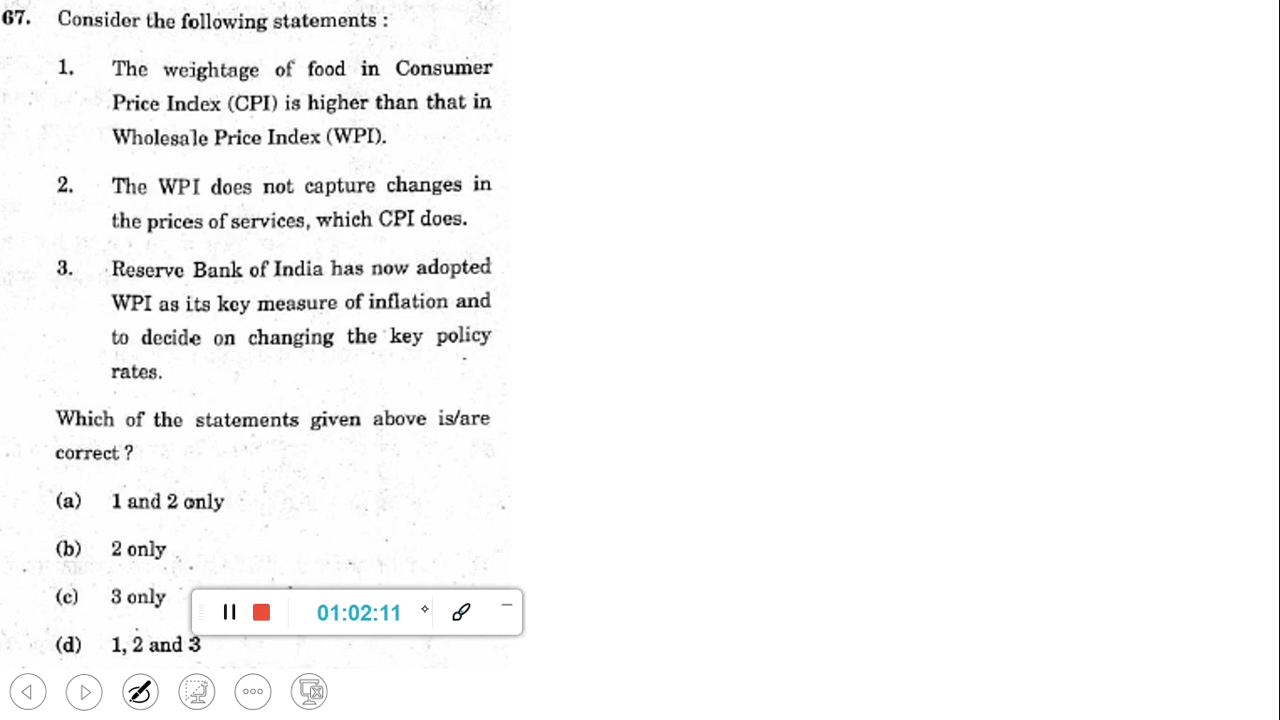 67. Consider the following statements :
1. The weightage of food in Consumer
Price Index (CPI) is higher than that in
Wholesale Price Index (WPI).
2. The WPI does not capture changes in
the prices of services, which CPI does.
3. Reserve Bank of India has now adopted
WPI as its key measure of inflation and
to decide on changing the key policy
rates.
Which of the statements given above is/are
correct ?
(a) 1 and 2 only
(b) 2 only
(c) 3 only
01:02:11
(d) 1, 2 and 3